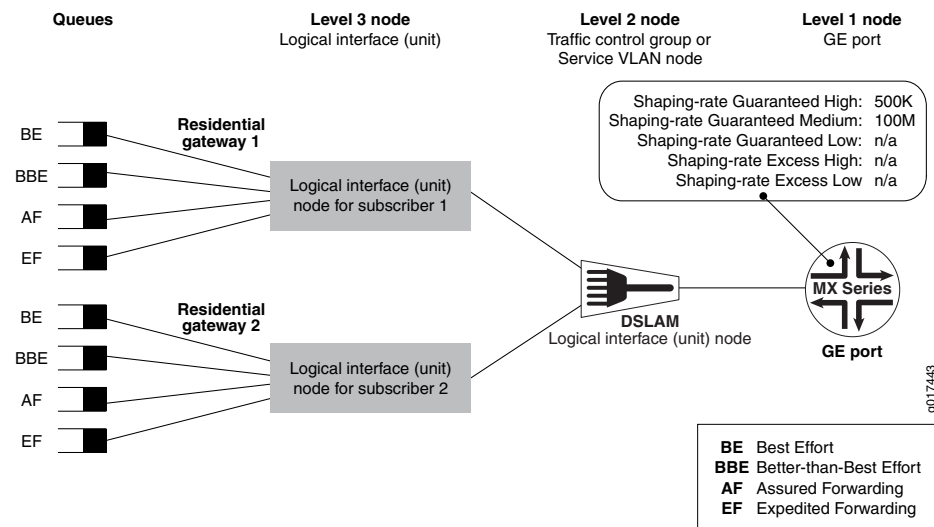 Queues
Level 3 node
Logical interface (unit)
Level 2 node
Traffic control group or
Service VLAN node
Level 1 node
GE port
Shaping-rate Guaranteed High: 500K
Shaping-rate Guaranteed Medium: 100M
Shaping-rate Guaranteed Low: n/a
Shaping-rate Excess High: n/a
Shaping-rate Excess Low n/a
BE
BBE
AF
EF
Residential
gateway 1
Logical interface (unit)
node for subscriber 1
BE
BBE
AF
EF
Residential
gateway 2
Logical interface (unit)
node for subscriber 2
DSLAM
Logical interface (unit) node
MX Series
GE port
g017443
BE Best Effort
BBE Better-than-Best Effort
AF Assured Forwarding
EF Expedited Forwarding